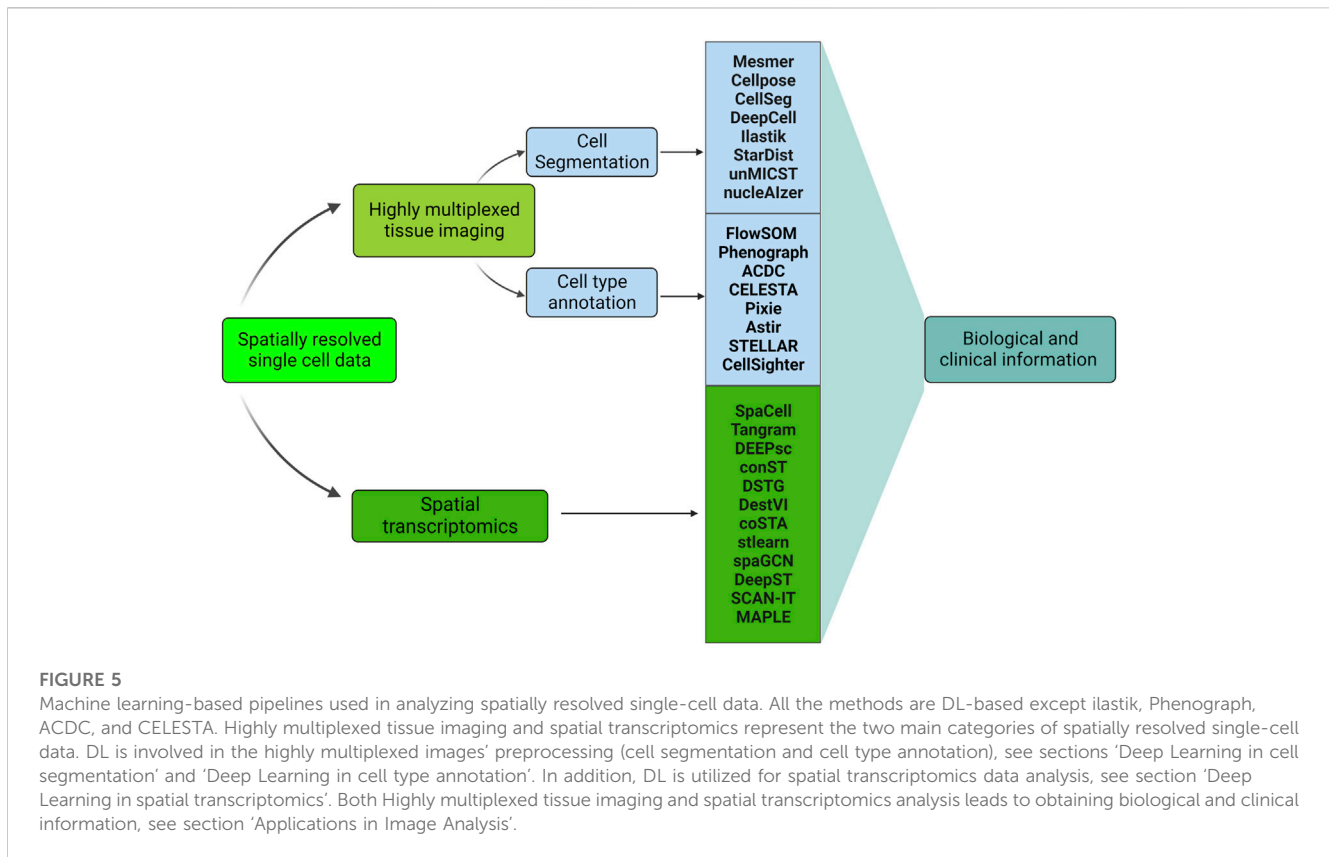 Spatially resolved
single cell data
Highly multiplexed
tissue imaging
Spatial
transcriptomics
Cell
Segmentation
Cell type
annotation
Mesmer
Cellpose
CellSeg
DeepCell
Ilastik
StarDist
unMICST
nucleAIzer
FlowSOM
Phenograph
ACDC
CELESTA
Pixie
Astir
STELLAR
CellSighter
SpaCell
Tangram
DEEPsc
conST
DSTG
DestVI
coSTA
stlearn
spaGCN
DeepST
SCAN-IT
MAPLE
Biological and
clinical information
FIGURE 5
Machine learning-based pipelines used in analyzing spatially resolved single-cell data. All the methods are DL-based except ilastik, Phenograph,
ACDC, and CELESTA. Highly multiplexed tissue imaging and spatial transcriptomics represent the two main categories of spatially resolved single-cell
data. DL is involved in the highly multiplexed images’ preprocessing (cell segmentation and cell type annotation), see sections ‘Deep Learning in cell
segmentation’ and ‘Deep Learning in cell type annotation’. In addition, DL is utilized for spatial transcriptomics data analysis, see section ‘Deep
Learning in spatial transcriptomics’. Both Highly multiplexed tissue imaging and spatial transcriptomics analysis leads to obtaining biological and clinical
information, see section ‘Applications in Image Analysis’.